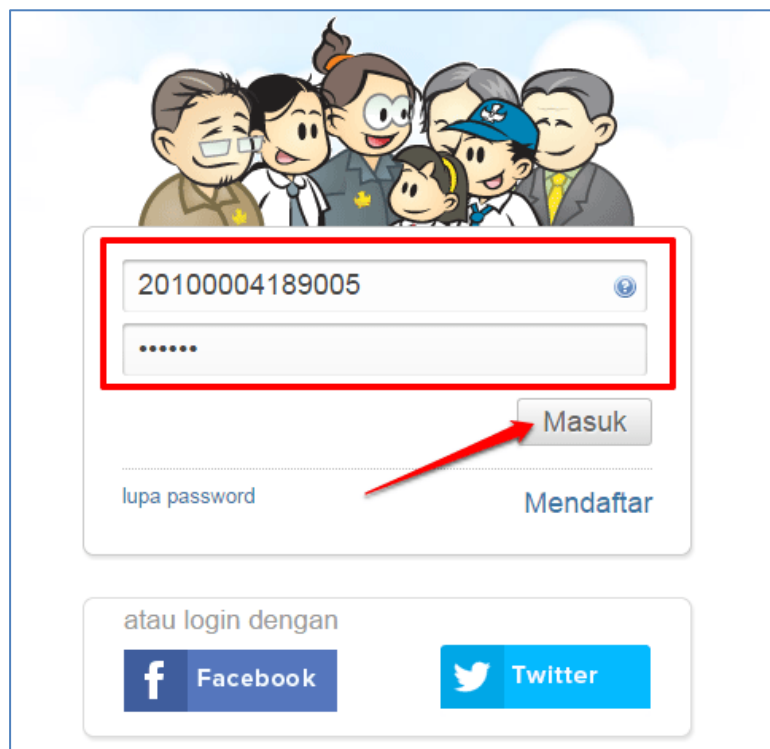 20100004189005
••••••
Masuk
lupa password
Mendaftar
atau login dengan
f Facebook
Twitter